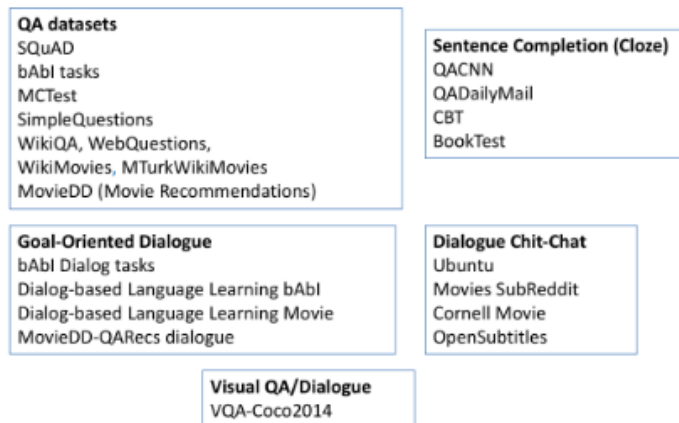 QA datasets
SQuAD
bAbI tasks
MCTest
SimpleQuestions
WikiQA, WebQuestions,
WikiMovies, MTurkWikiMovies
MovieDD (Movie Recommendations)
Sentence Completion (Cloze)
QACNN
QADailyMail
CBT
BookTest
Goal-Oriented Dialogue
bAbI Dialog tasks
Dialog-based Language Learning bAbI
Dialog-based Language Learning Movie
MovieDD-QARecs dialogue
Dialogue Chit-Chat
Ubuntu
Movies SubReddit
Cornell Movie
OpenSubtitles
Visual QA/Dialogue
VQA-Coco2014